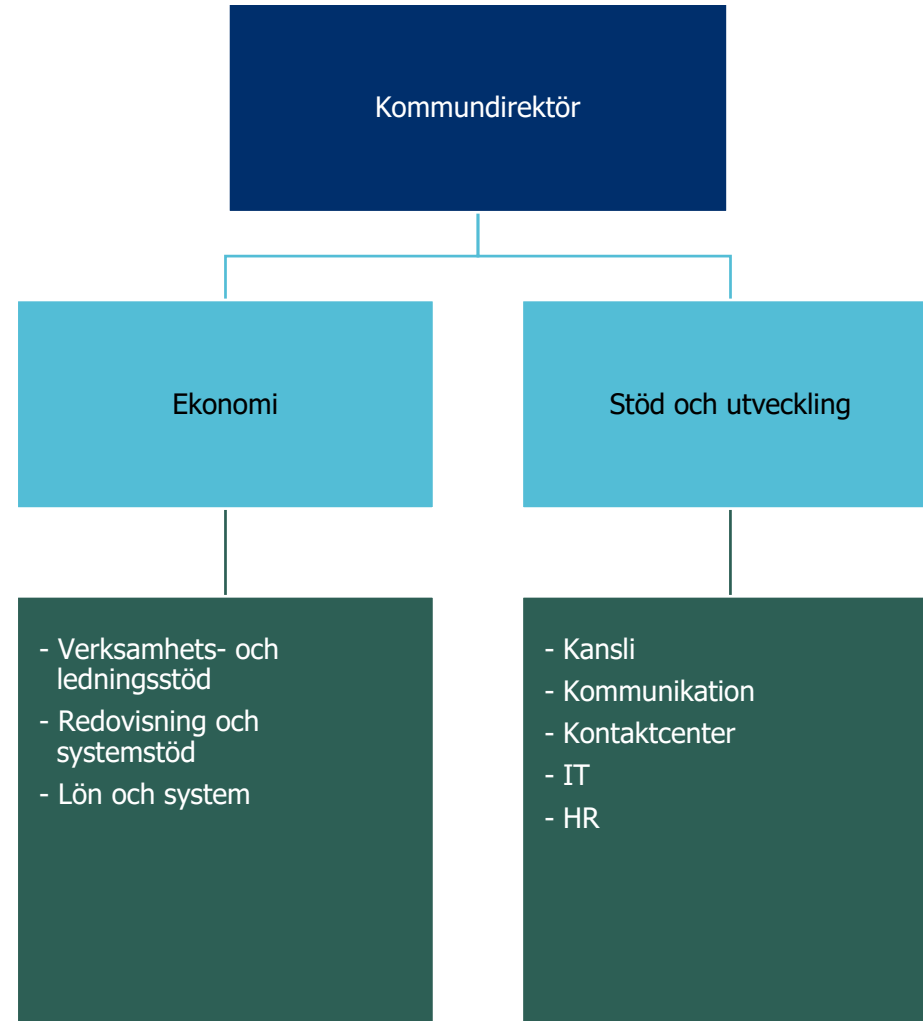 Kommundirektör
Ekonomi
Stöd och utveckling
- Verksamhets- och
ledningsstöd
- Redovisning och
systemstöd
- Lön och system
- Kansli
- Kommunikation
- Kontaktcenter
- IT
- HR